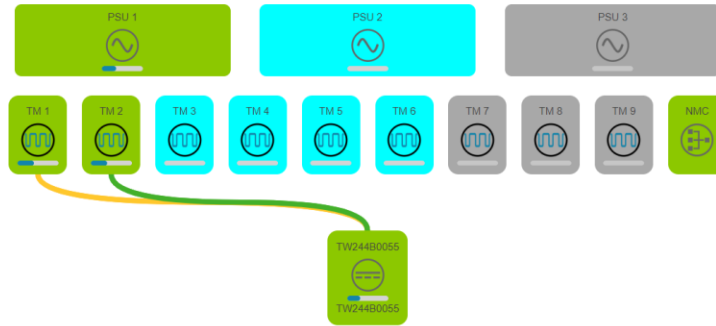 PSU 1
PSU 2
PSU 3
TM 1
TM 2
TM 3
TM 4
TM 5
TM 6
TM 7
TM 8
TM 9
NMC
TW244B0055
TW244B0055